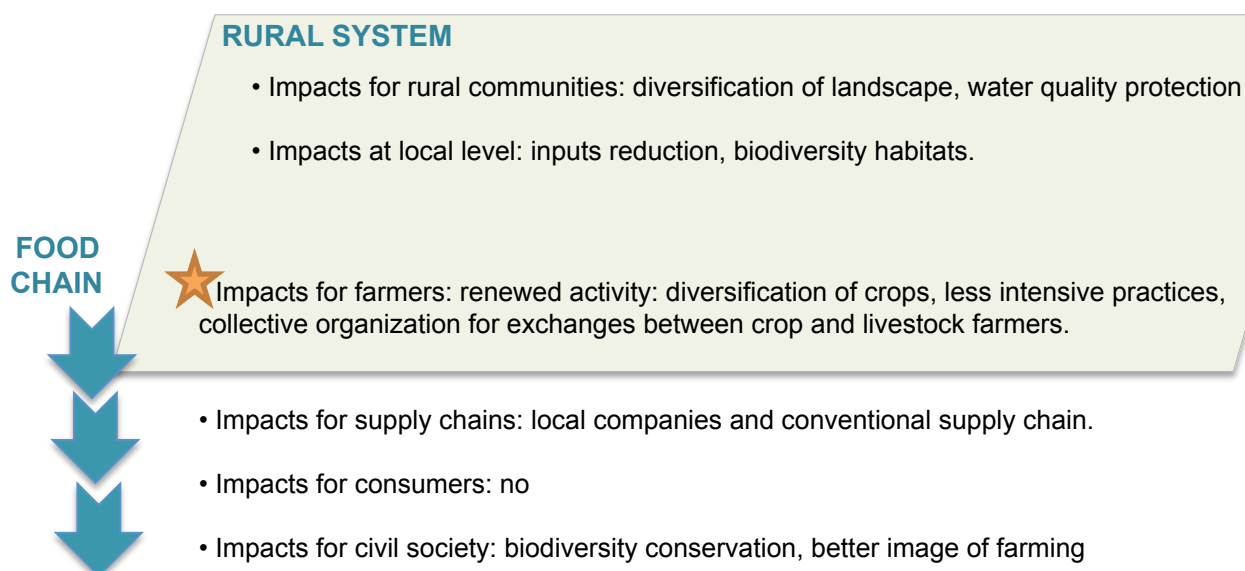 RURAL SYSTEM
• Impacts for rural communities: diversification of landscape, water quality protection
• Impacts at local level: inputs reduction, biodiversity habitats.
FOOD
CHAIN
Impacts for farmers: renewed activity: diversification of crops, less intensive practices,
collective organization for exchanges between crop and livestock farmers.
• Impacts for supply chains: local companies and conventional supply chain.
• Impacts for consumers: no
• Impacts for civil society: biodiversity conservation, better image of farming